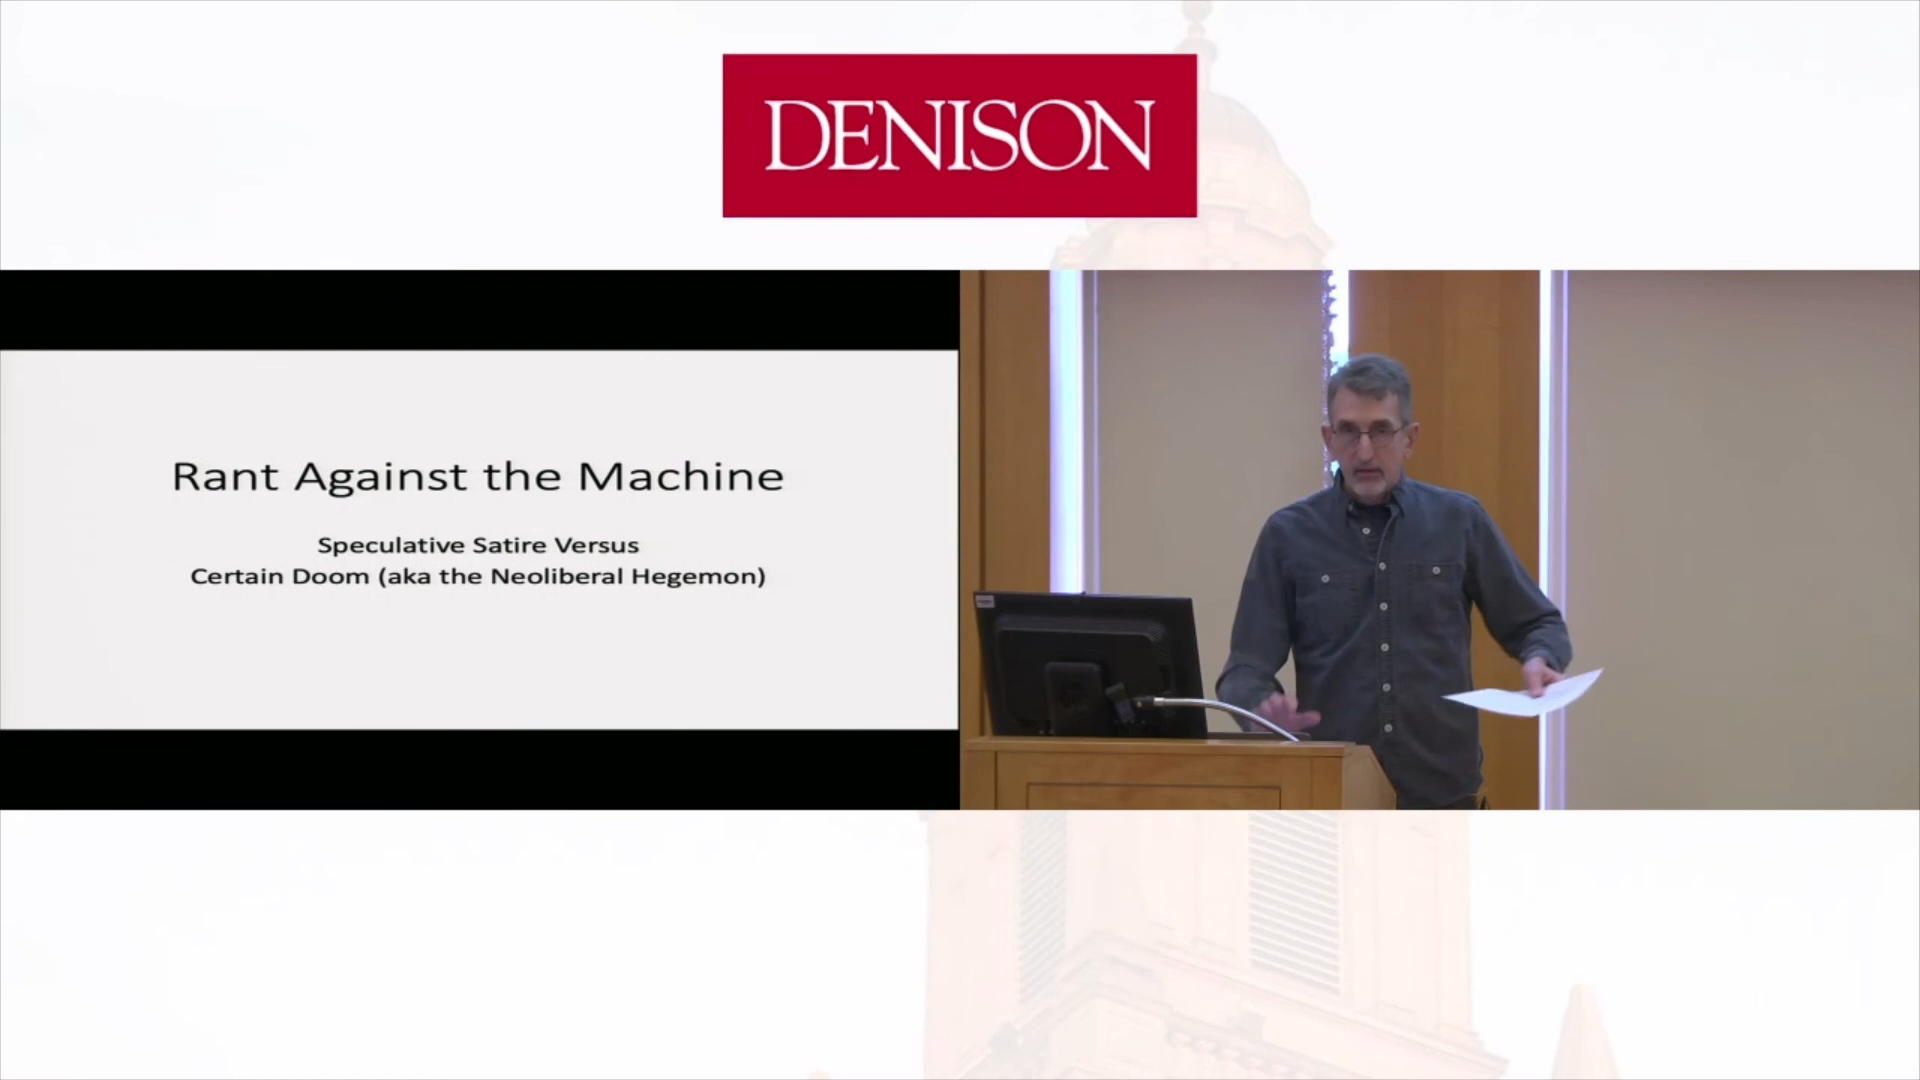 DENISON
Rant Against the Machine
Speculative Satire Versus
Certain Doom (aka the Neoliberal Hegemon)